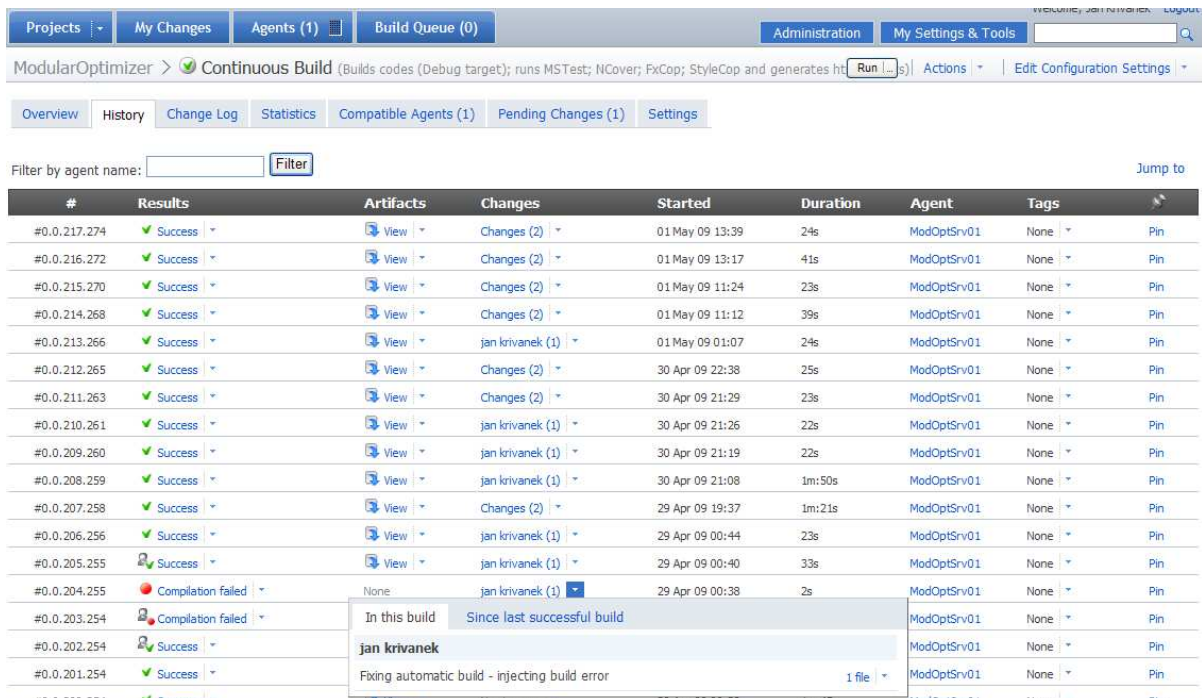 Welcome, Jan Krivanek Logout
Projects My Changes Agents (1) Build Queue (0) Administration My Settings & Tools
ModularOptimizer > Continuous Build (Builds codes (Debug target); runs MSTest; NCover; FxCop; StyleCop and generates ht Run ... s) Actions Edit Configuration Settings
Overview History Change Log Statistics Compatible Agents (1) Pending Changes (1) Settings
Filter by agent name: Filter Jump to
# Results Artifacts Changes Started Duration Agent Tags
#0.0.217.274 Success View Changes (2) 01 May 09 13:39 24s ModOptSrv01 None Pin
#0.0.216.272 Success View Changes (2) 01 May 09 13:17 41s ModOptSrv01 None Pin
#0.0.215.270 Success View Changes (2) 01 May 09 11:24 23s ModOptSrv01 None Pin
#0.0.214.268 Success View Changes (2) 01 May 09 11:12 39s ModOptSrv01 None Pin
#0.0.213.266 Success View jan krivanek (1) 01 May 09 01:07 24s ModOptSrv01 None Pin
#0.0.212.265 Success View Changes (2) 30 Apr 09 22:38 25s ModOptSrv01 None Pin
#0.0.211.263 Success View Changes (2) 30 Apr 09 21:29 23s ModOptSrv01 None Pin
#0.0.210.261 Success View jan krivanek (1) 30 Apr 09 21:26 22s ModOptSrv01 None Pin
#0.0.209.260 Success View jan krivanek (1) 30 Apr 09 21:19 22s ModOptSrv01 None Pin
#0.0.208.259 Success View jan krivanek (1) 30 Apr 09 21:08 1m:50s ModOptSrv01 None Pin
#0.0.207.258 Success View Changes (2) 29 Apr 09 19:37 1m:21s ModOptSrv01 None Pin
#0.0.206.256 Success View jan krivanek (1) 29 Apr 09 00:44 23s ModOptSrv01 None Pin
#0.0.205.255 Success View jan krivanek (1) 29 Apr 09 00:40 33s ModOptSrv01 None Pin
#0.0.204.255 Compilation failed None jan krivanek (1) 29 Apr 09 00:38 2s ModOptSrv01 None Pin
#0.0.203.254 Compilation failed In this build Since last successful build ModOptSrv01 None Pin
#0.0.202.254 Success jan krivanek ModOptSrv01 None Pin
#0.0.201.254 Success Fixing automatic build - injecting build error 1 file ModOptSrv01 None Pin